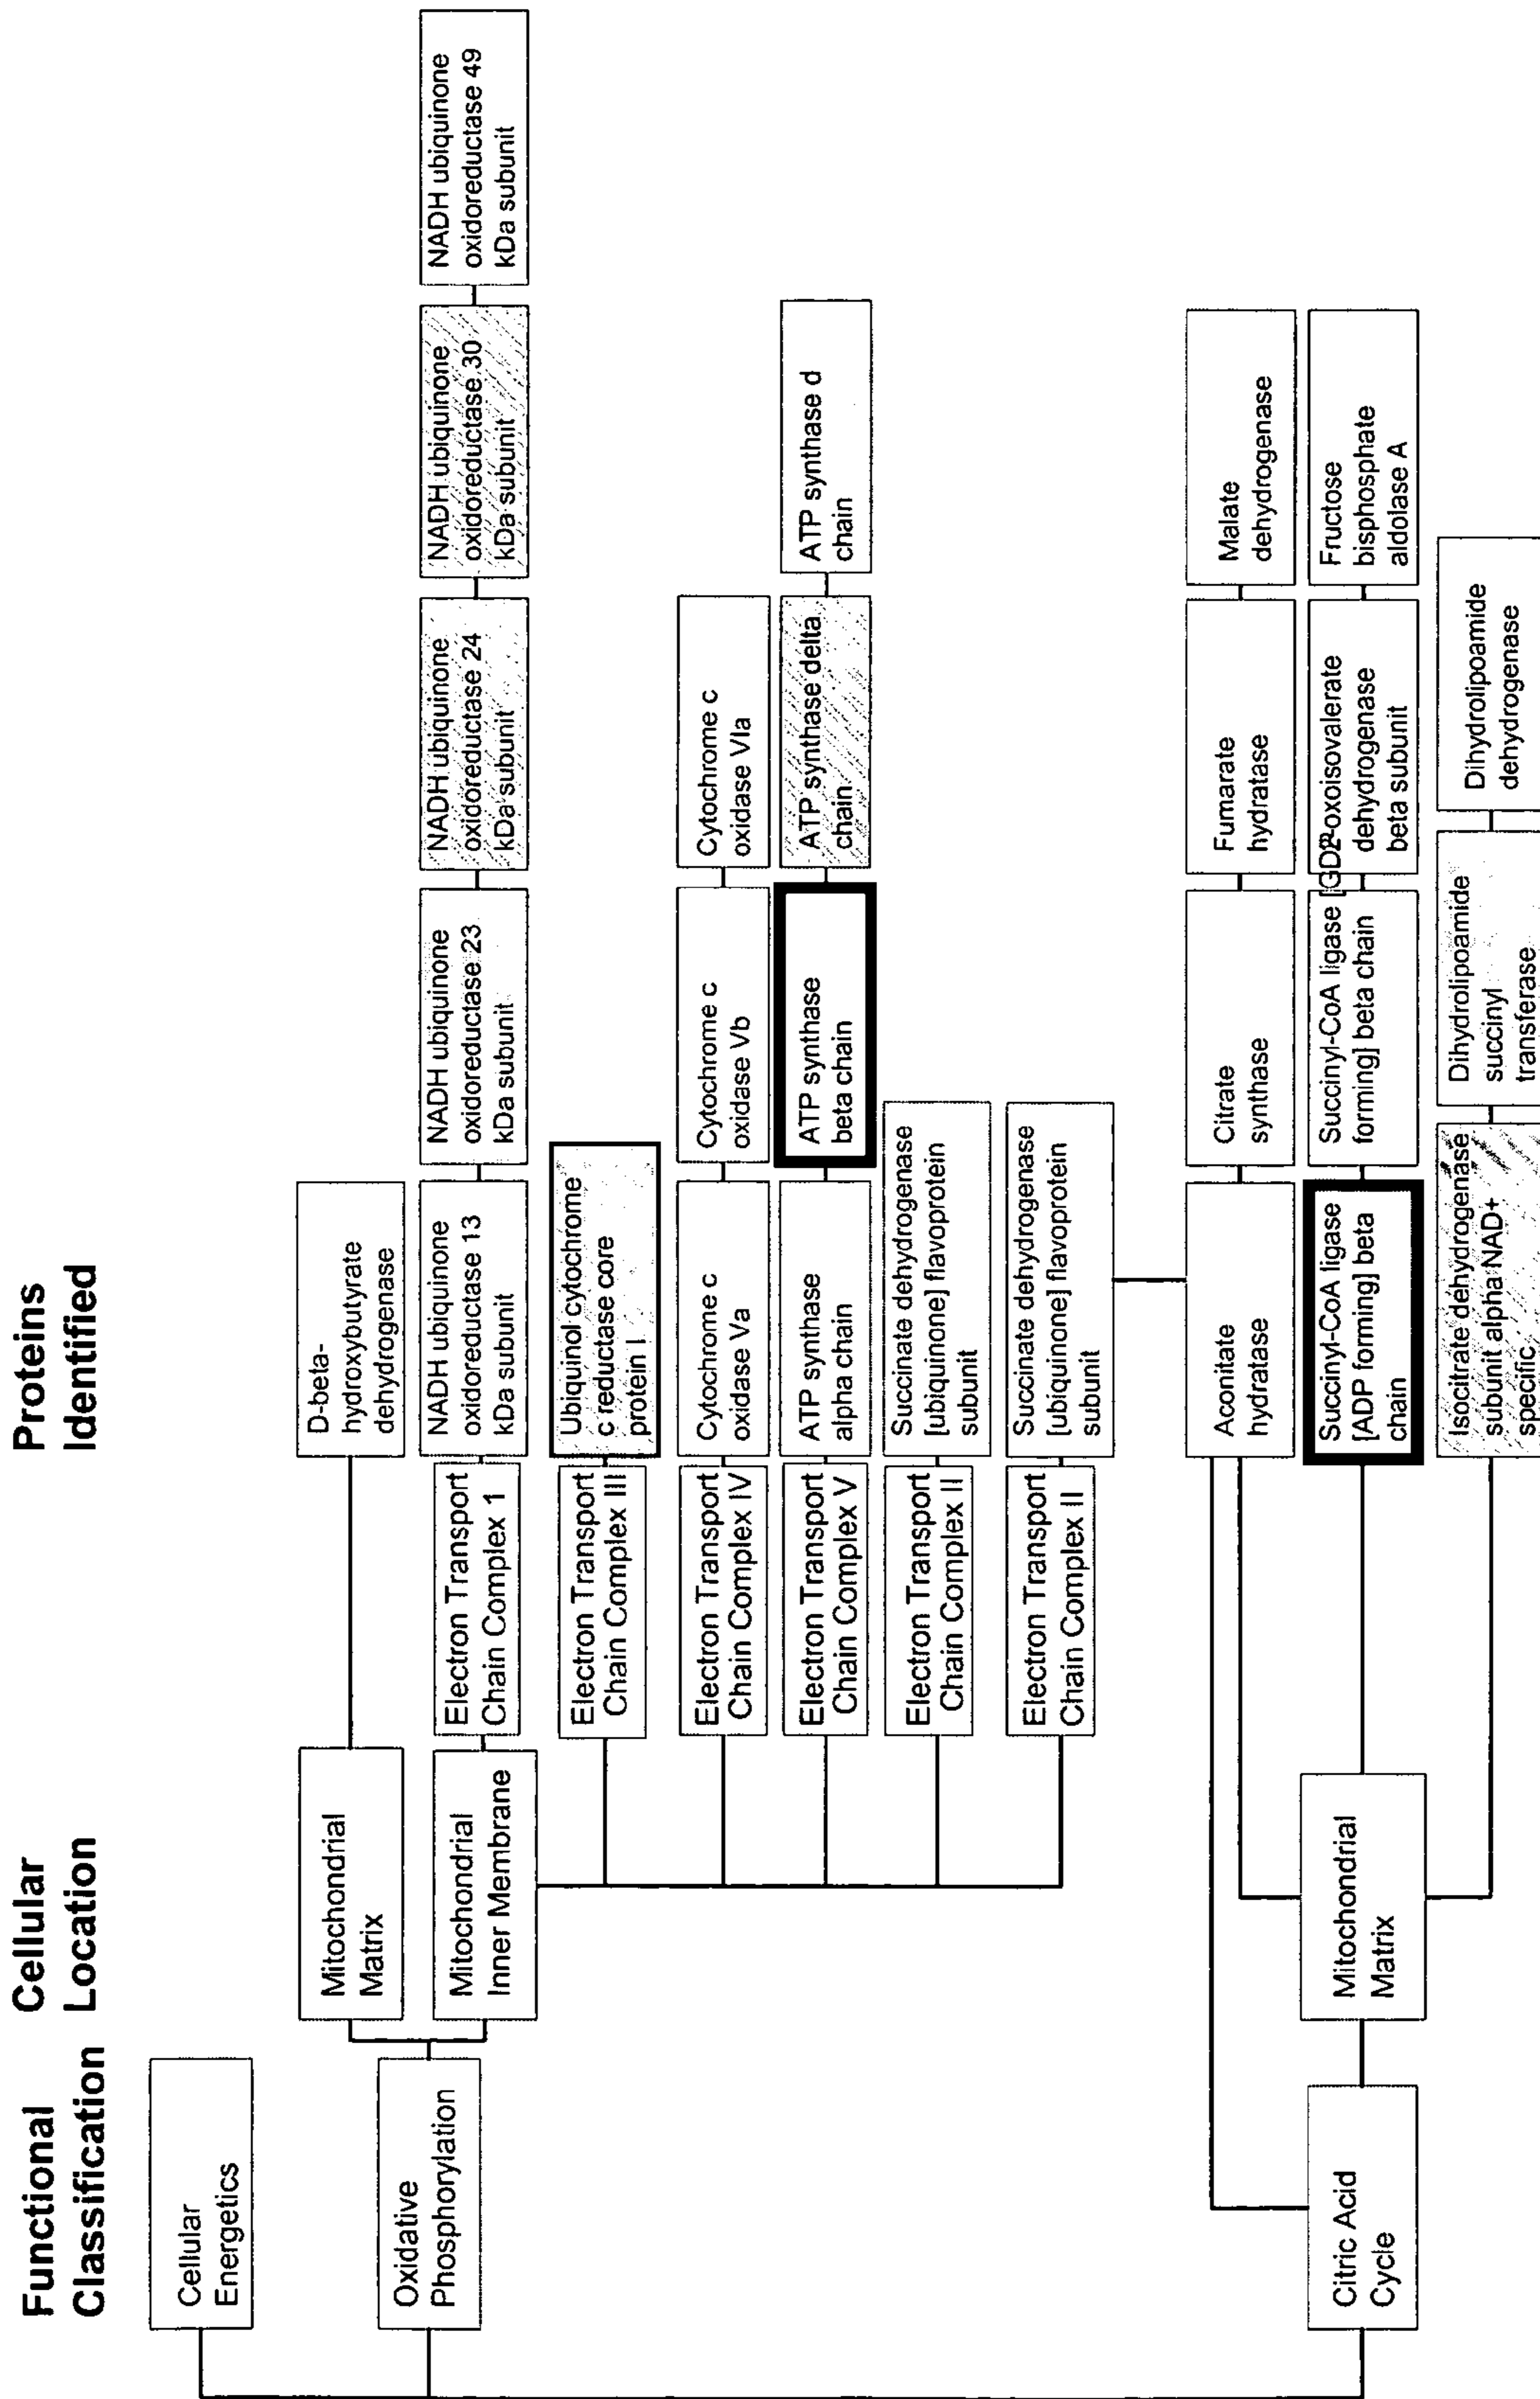 Functional
Classification
Cellular
Location
Proteins
Identified
Cellular
Energetics
Oxidative
Phosphorylation
Mitochondrial
Matrix
D-beta-
hydroxybutyrate
dehydrogenase
Mitochondrial
Inner Membrane
Electron Transport
Chain Complex 1
NADH ubiquinone
oxidoreductase 13
kDa subunit
NADH ubiquinone
oxidoreductase 23
kDa subunit
NADH ubiquinone
oxidoreductase 24
kDa subunit
NADH ubiquinone
oxidoreductase 30
kDa subunit
NADH ubiquinone
oxidoreductase 49
kDa subunit
Electron Transport
Chain Complex III
Ubiquinol cytochrome
c reductase core
protein I
Electron Transport
Chain Complex IV
Cytochrome c
oxidase Va
Cytochrome c
oxidase Vb
Cytochrome c
oxidase VIa
Electron Transport
Chain Complex V
ATP synthase
alpha chain
ATP synthase
beta chain
ATP synthase delta
chain
ATP synthase d
chain
Electron Transport
Chain Complex II
Succinate dehydrogenase
[ubiquinone] flavoprotein
subunit
Electron Transport
Chain Complex II
Succinate dehydrogenase
[ubiquinone] flavoprotein
subunit
Citric Acid
Cycle
Mitochondrial
Matrix
Aconitate
hydratase
Citrate
synthase
Fumarate
hydratase
Malate
dehydrogenase
Succinyl-CoA ligase
[ADP forming] beta
chain
Succinyl-CoA ligase [GD
forming] beta chain
2-oxoisovalerate
dehydrogenase
beta subunit
Fructose
bisphosphate
aldolase A
Isocitrate dehydrogenase
subunit alpha NAD+
specific
Dihydrolipoamide
succinyl
transferase
Dihydrolipoamide
dehydrogenase